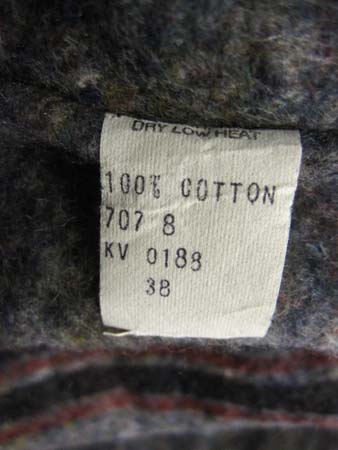 DRY LOW HEAT
100% COTTON
707 8
KV 0188
38